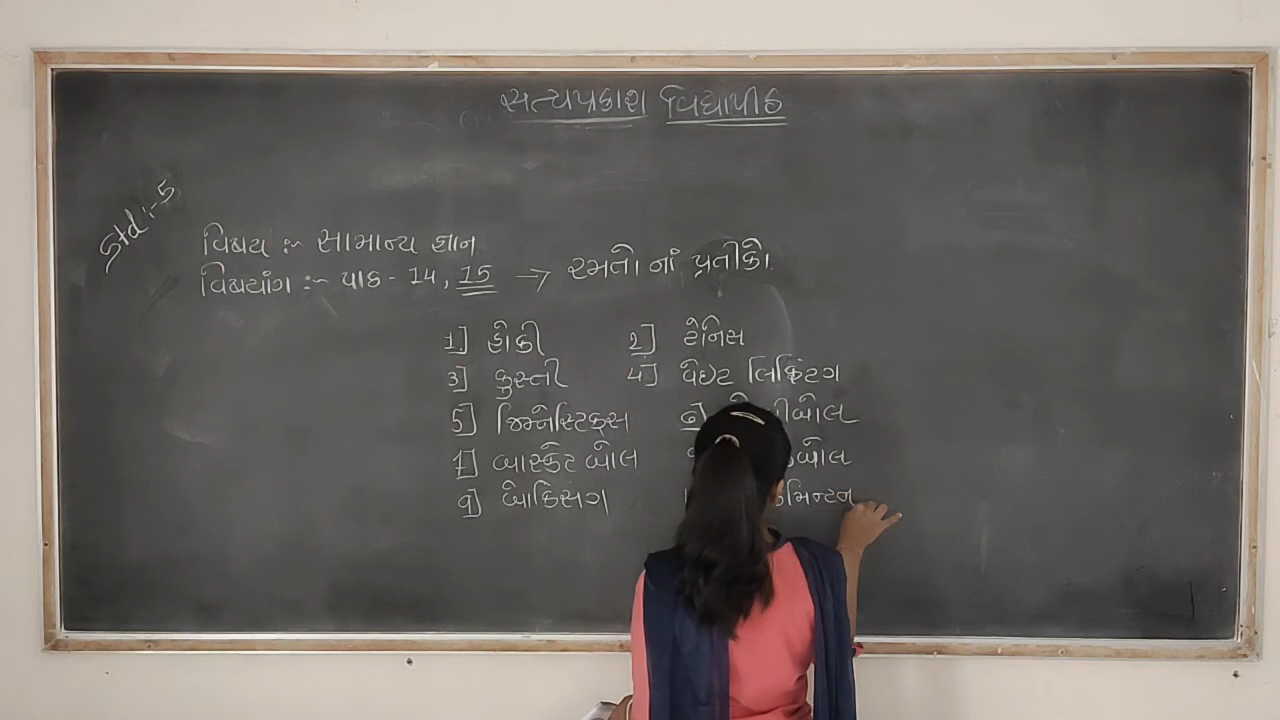 સત્યપ્રકાશ વિદ્યાપીઠ
Std :- 5
વિષય :- સામાન્ય જ્ઞાન
વિષયાંગ :- પાઠ - 14, 15 → રમતો નાં પ્રતીકો.
1] હોકી 2] ટેનિસ
3] કુસ્તી 4] વેઇટ લિફ્ટિંગ
5] જિમ્નેસ્ટિક્સ ૬]
7] બાસ્કેટ બોલ
9] બોક્સિંગ